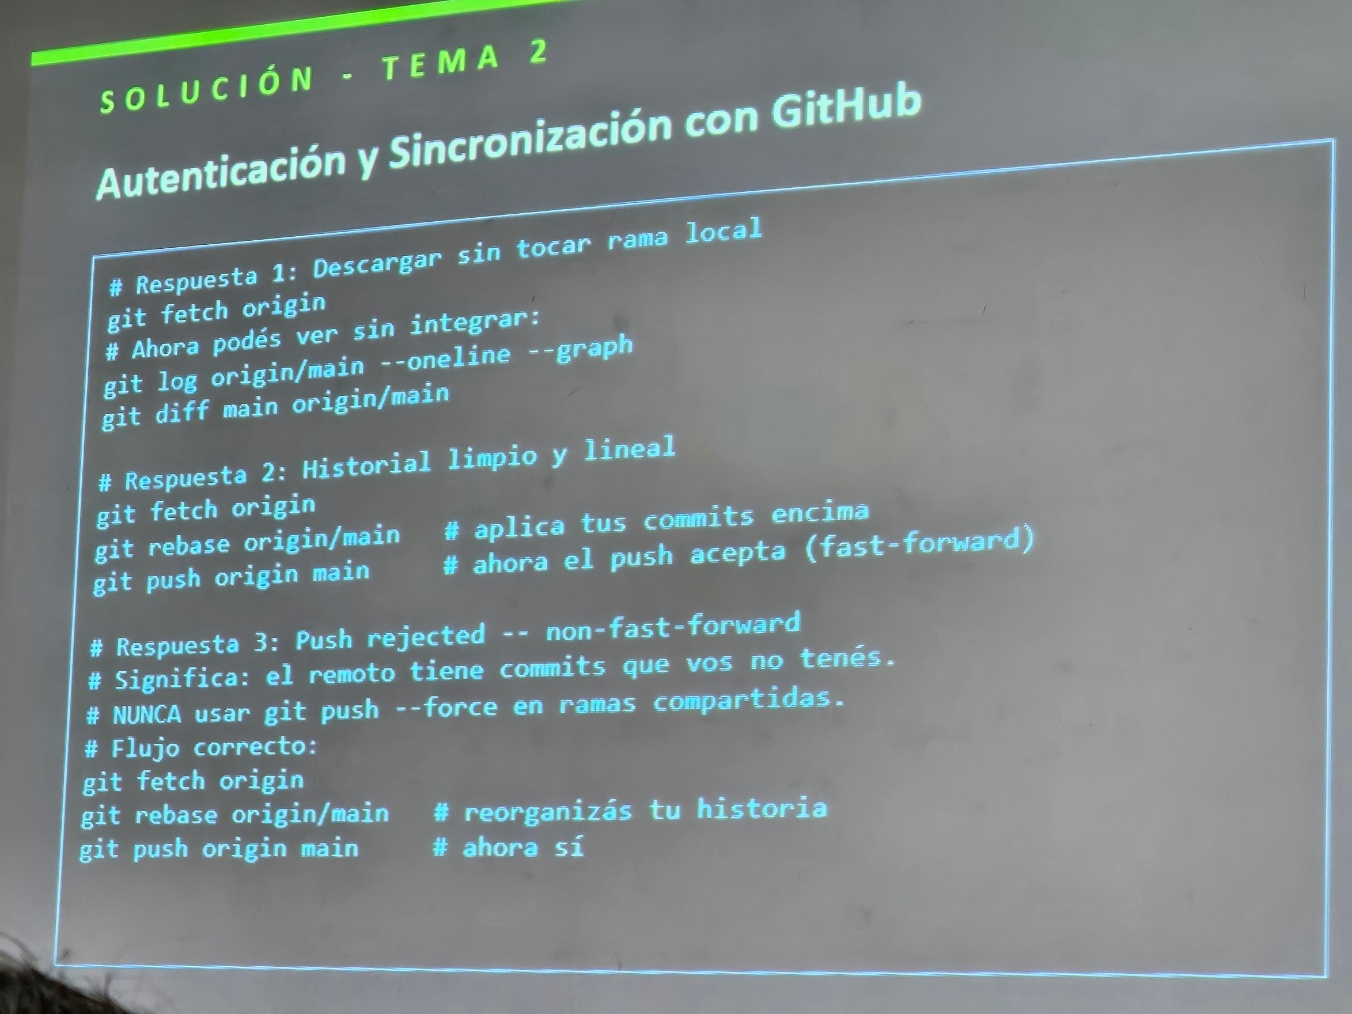 SOLUCIÓN - TEMA 2
Autenticación y Sincronización con GitHub
# Respuesta 1: Descargar sin tocar rama local
git fetch origin
# Ahora podés ver sin integrar:
git log origin/main --oneline --graph
git diff main origin/main
# Respuesta 2: Historial limpio y lineal
git fetch origin
git rebase origin/main # aplica tus commits encima
git push origin main # ahora el push acepta (fast-forward)
# Respuesta 3: Push rejected -- non-fast-forward
# Significa: el remoto tiene commits que vos no tenés.
# NUNCA usar git push --force en ramas compartidas.
# Flujo correcto:
git fetch origin
git rebase origin/main # reorganizás tu historia
git push origin main # ahora sí